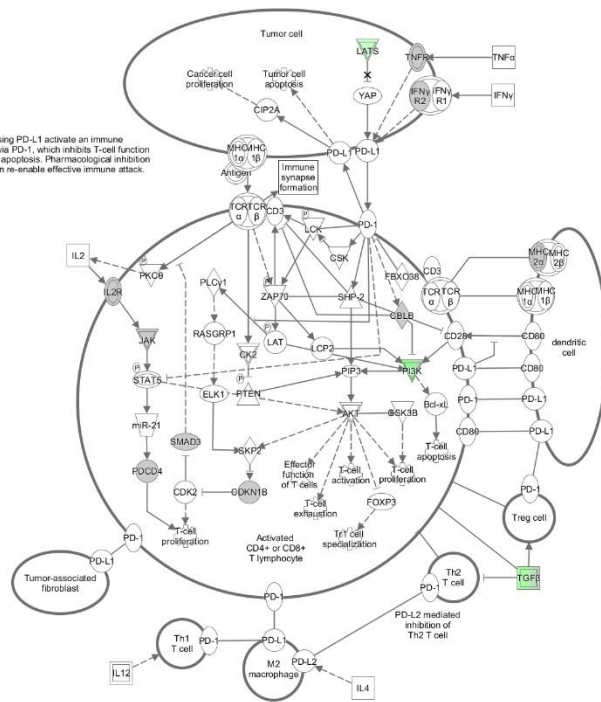 Tumor cell
LATS
TNFR
TNFα
Cancer cell
proliferation
Tumor cell
apoptosis
YAP
IFNγ
R2
IFNγ
R1
IFNγ
CIP2A
PD-L1
PD-L1
sing PD-L1 activate an immune
via PD-1, which inhibits T-cell function
apoptosis. Pharmacological inhibition
n re-enable effective immune attack.
MHC
1α
MHC
1β
Antigen
Immune
synapse
formation
TCR
α
TCR
β
CD3
P
LCK
PD-1
IL2
P
PKCθ
CSK
FBXO38
CD3
MHC
2α
MHC
2β
IL2R
PLCγ1
P
ZAP70
SHP-2
CBLB
TCR
α
TCR
β
MHC
1α
MHC
1β
JAK
RASGRP1
P
LAT
LCP2
CD28
CD80
dendritic
cell
P
STAT5
CK2
PIP3
PI3K
PD-L1
CD80
ELK1
P
PTEN
Bcl-xL
miR-21
AKT
GSK3B
PD-1
PD-L1
SMAD3
SKP2
T-cell
apoptosis
CD80
PD-L1
PDCD4
Effector
function
of T cells
T-cell
activation
T-cell
proliferation
CDK2
CDKN1B
T-cell
exhaustion
FOXP3
PD-1
Treg cell
T-cell
proliferation
Tr1 cell
specialization
PD-1
PD-L1
Activated
CD4+ or CD8+
T lymphocyte
Tumor-associated
fibroblast
Th2
T cell
PD-1
TGFβ
PD-1
PD-L2 mediated
inhibition of
Th2 T cell
Th1
T cell
PD-1
PD-L1
PD-L2
IL12
M2
macrophage
IL4